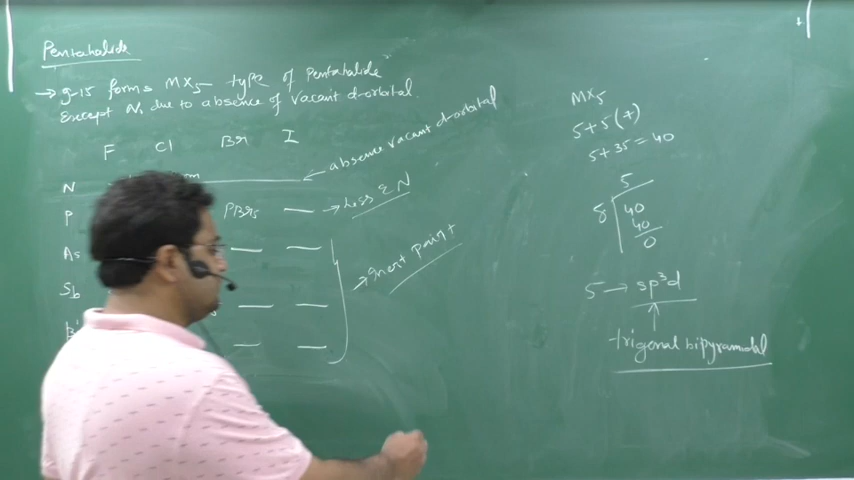 Pentahalide
→ g-15 forms MX5 type of Pentahalide
Except N, due to absence of vacant d-orbital.
F Cl Br I
N ← absence vacant d-orbital
P PBr5 — → Less EN
As — —
Sb — —
Bi — —
→ Inert paint
MX5
5+5(7)
5+35=40
5
8 40
40
0
5 → sp³d
trigonal bipyramidal